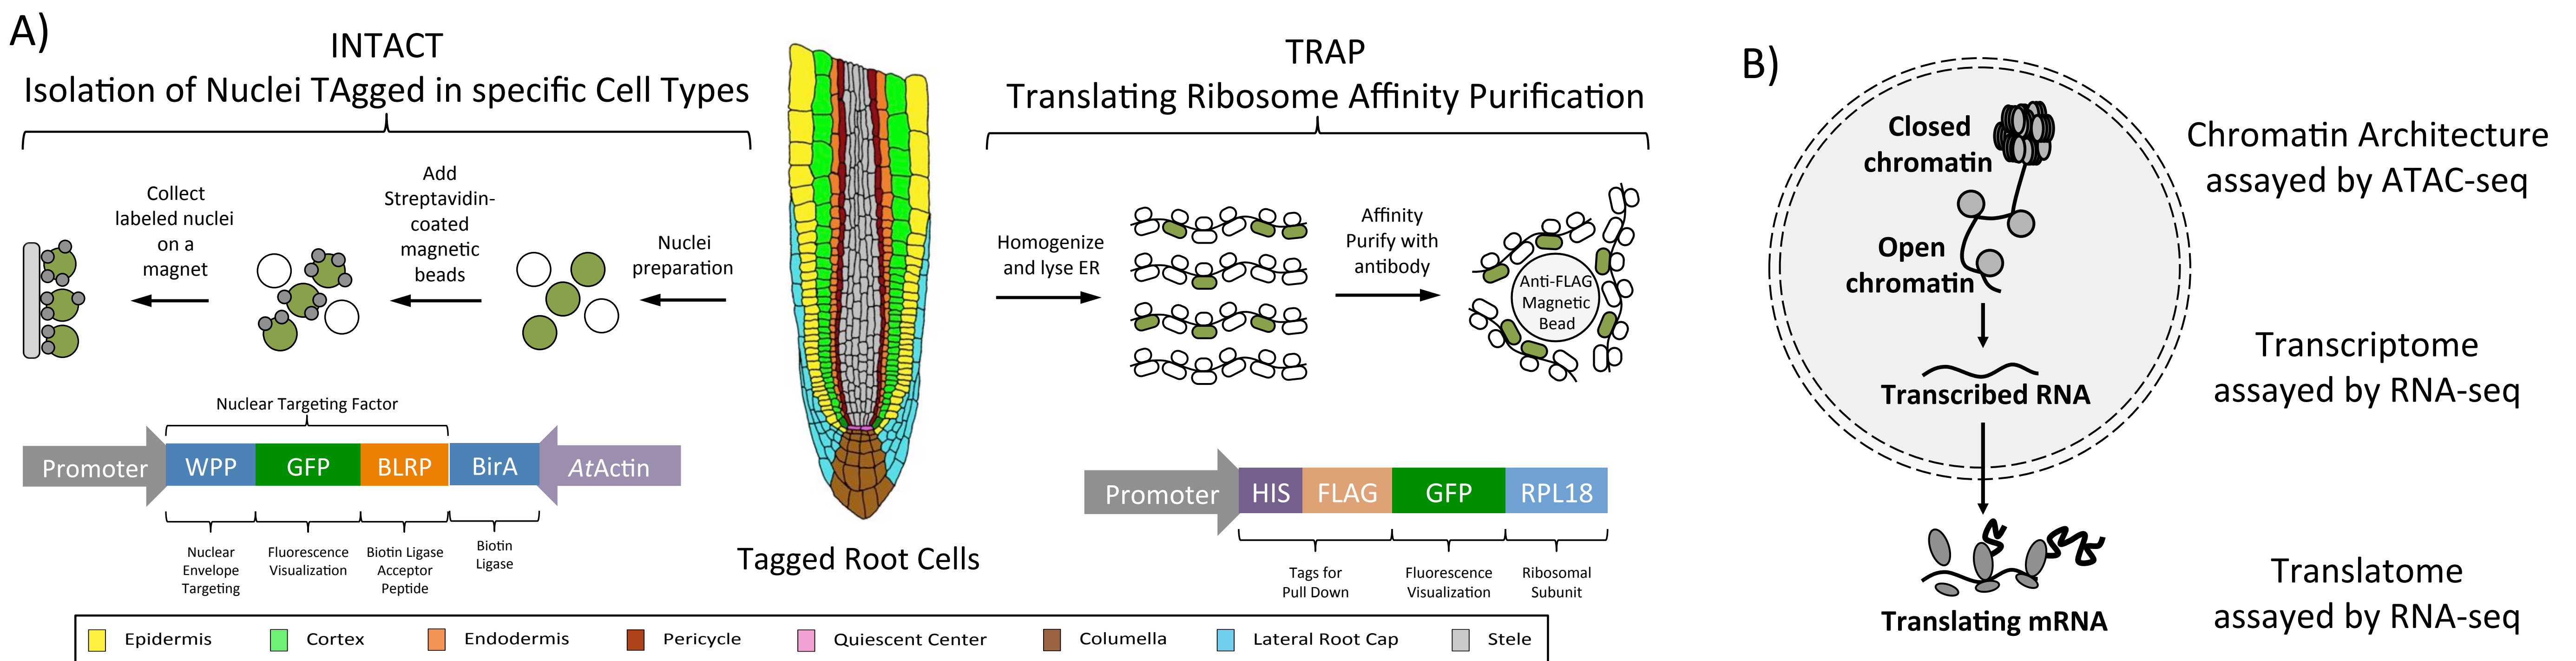 A)
INTACT
Isolation of Nuclei TAgged in specific Cell Types
Collect
labeled nuclei
on a
magnet
Add
Streptavidin-
coated
magnetic
beads
Nuclei
preparation
Nuclear Targeting Factor
Promoter WPP GFP BLRP BirA AtActin
Nuclear
Envelope
Targeting
Fluorescence
Visualization
Biotin Ligase
Acceptor
Peptide
Biotin
Ligase
Tagged Root Cells
TRAP
Translating Ribosome Affinity Purification
Homogenize
and lyse ER
Affinity
Purify with
antibody
Anti-FLAG
Magnetic
Bead
Promoter HIS FLAG GFP RPL18
Tags for
Pull Down
Fluorescence
Visualization
Ribosomal
Subunit
Epidermis Cortex Endodermis Pericycle Quiescent Center Columella Lateral Root Cap Stele
B)
Closed
chromatin
Open
chromatin
Transcribed RNA
Translating mRNA
Chromatin Architecture
assayed by ATAC-seq
Transcriptome
assayed by RNA-seq
Translatome
assayed by RNA-seq